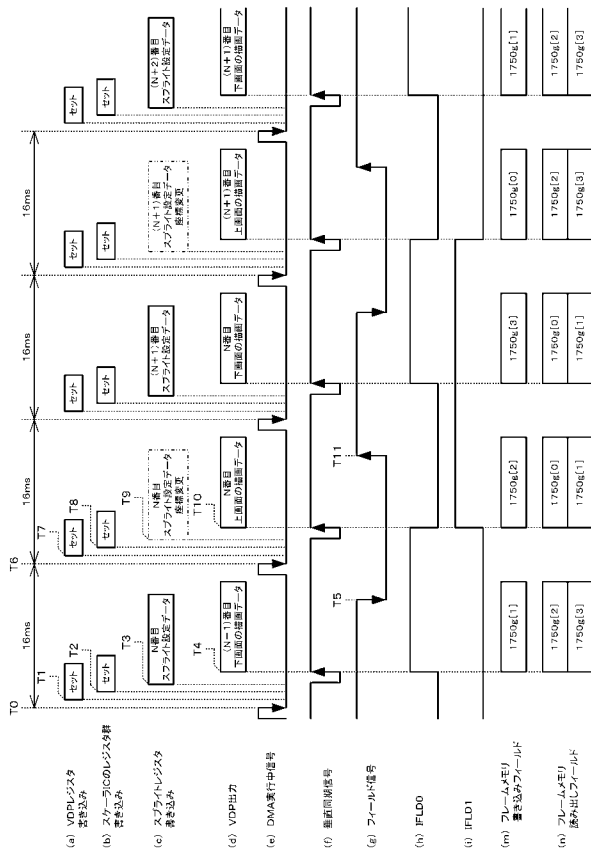 T0
16ms
T6
16ms
16ms
16ms
(a) VDPレジスタ
書き込み
T1
セット
T7
セット
セット
セット
セット
(b) スケーラICのレジスタ群
書き込み
T2
セット
T8
セット
セット
セット
セット
(c) スプライトレジスタ
書き込み
T3
N番目
スプライト設定データ
T9
N番目
スプライト設定データ
座標変更
(N+1)番目
スプライト設定データ
(N+1)番目
スプライト設定データ
座標変更
(N+2)番目
スプライト設定データ
(d) VDP出力
T4
(N-1)番目
下画面の描画データ
T10
N番目
上画面の描画データ
N番目
下画面の描画データ
(N+1)番目
上画面の描画データ
(N+1)番目
下画面の描画データ
(e) DMA実行中信号
(f) 垂直同期信号
(g) フィールド信号
T5
T11
(h) IFLD0
(i) IFLD1
(m) フレームメモリ
書き込みフィールド
1750g[1]
1750g[2]
1750g[3]
1750g[0]
1750g[1]
(n) フレームメモリ
読み出しフィールド
1750g[2]
1750g[3]
1750g[0]
1750g[1]
1750g[0]
1750g[1]
1750g[2]
1750g[3]
1750g[2]
1750g[3]